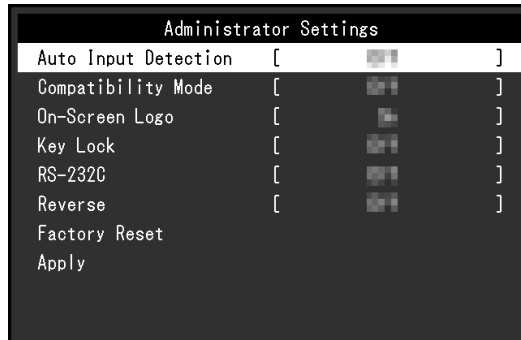 Administrator Settings
Auto Input Detection [ ]
Compatibility Mode [ ]
On-Screen Logo [ ]
Key Lock [ ]
RS-232C [ ]
Reverse [ ]
Factory Reset
Apply